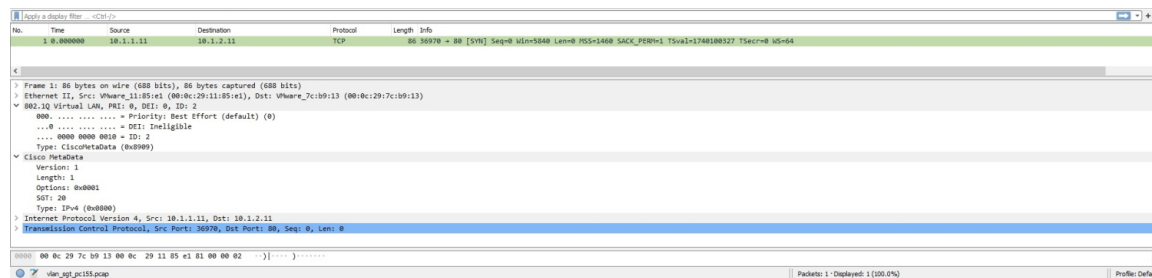 Apply a display filter ... <Ctrl-/>
No. Time Source Destination Protocol Length Info
1 0.000000 10.1.1.11 10.1.2.11 TCP 86 36970 → 80 [SYN] Seq=0 Win=5840 Len=0 MSS=1460 SACK_PERM=1 TSval=1740100327 TSecr=0 WS=64
Frame 1: 86 bytes on wire (688 bits), 86 bytes captured (688 bits)
Ethernet II, Src: VMware_11:85:e1 (00:0c:29:11:85:e1), Dst: VMware_7c:b9:13 (00:0c:29:7c:b9:13)
802.1Q Virtual LAN, PRI: 0, DEI: 0, ID: 2
000. .... .... .... = Priority: Best Effort (default) (0)
...0 .... .... .... = DEI: Ineligible
.... 0000 0000 0010 = ID: 2
Type: CiscoMetaData (0x8909)
Cisco MetaData
Version: 1
Length: 1
Options: 0x0001
SGT: 20
Type: IPv4 (0x0800)
Internet Protocol Version 4, Src: 10.1.1.11, Dst: 10.1.2.11
Transmission Control Protocol, Src Port: 36970, Dst Port: 80, Seq: 0, Len: 0
0000 00 0c 29 7c b9 13 00 0c 29 11 85 e1 81 00 00 02 ··)|···· )·······
vlan_sgt_pc155.pcap Packets: 1 · Displayed: 1 (100.0%) Profile: Defa